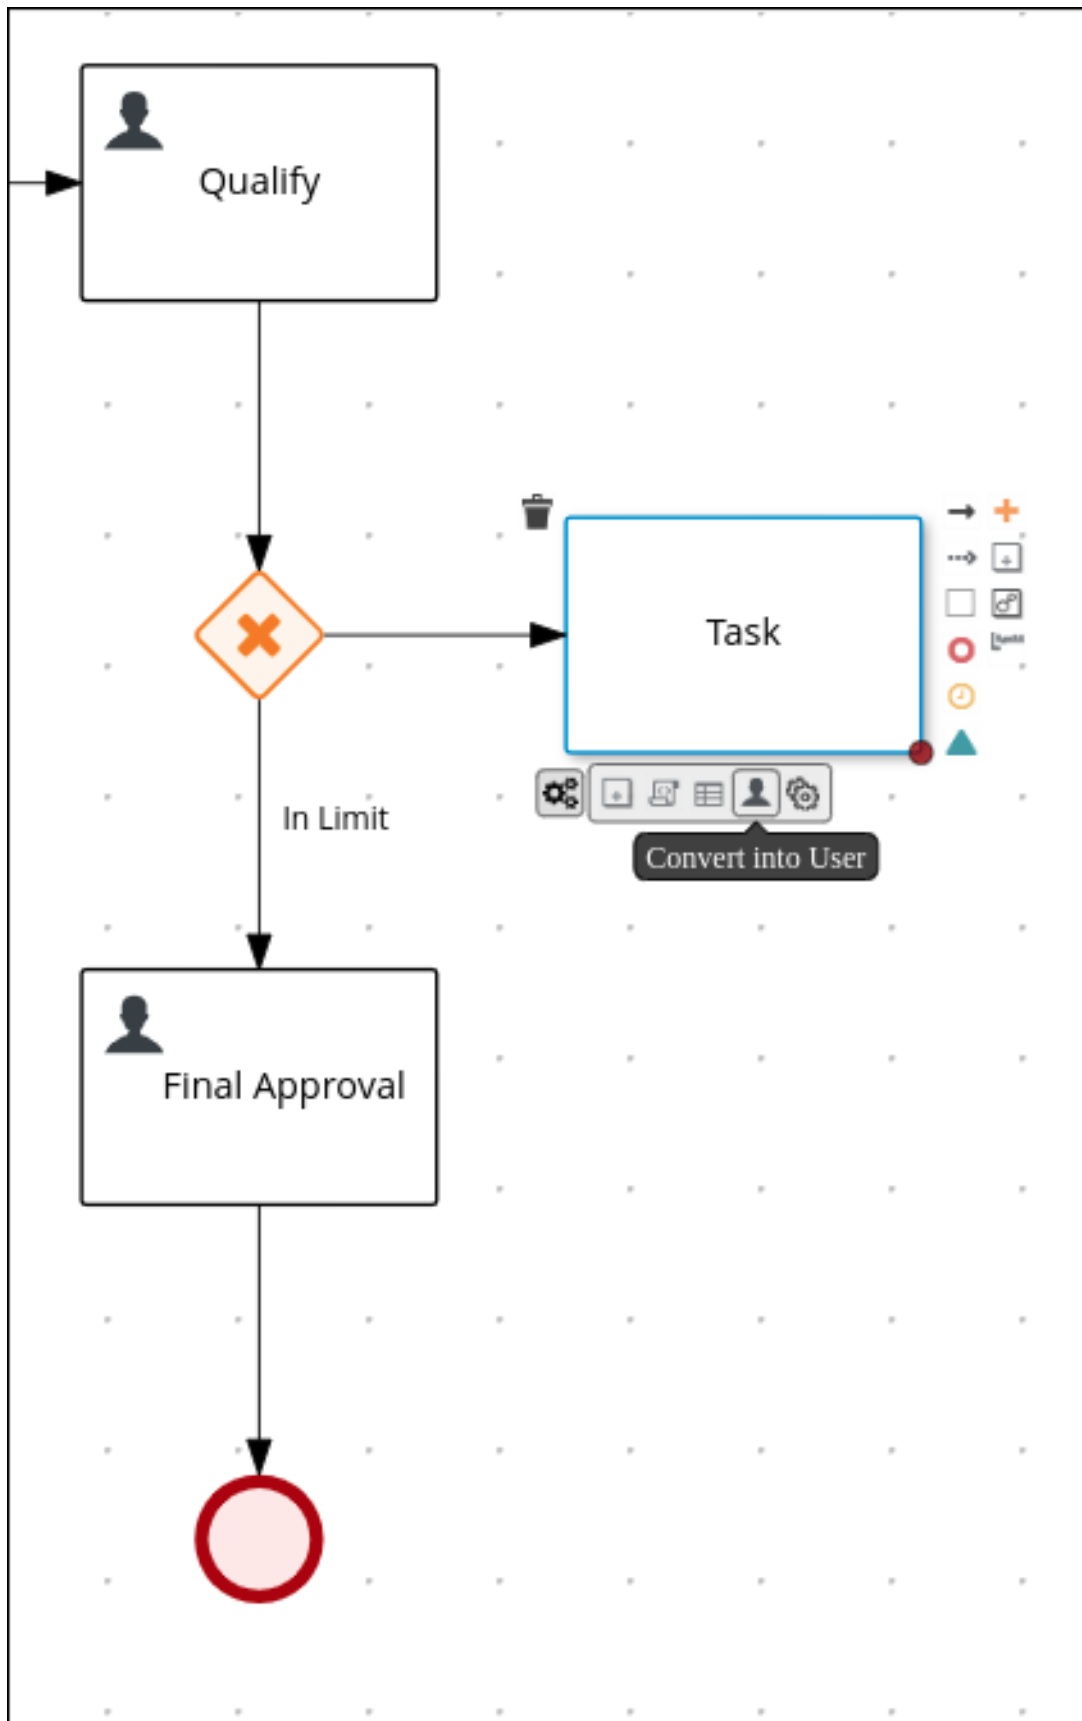 Qualify
Task
Convert into User
In Limit
Final Approval